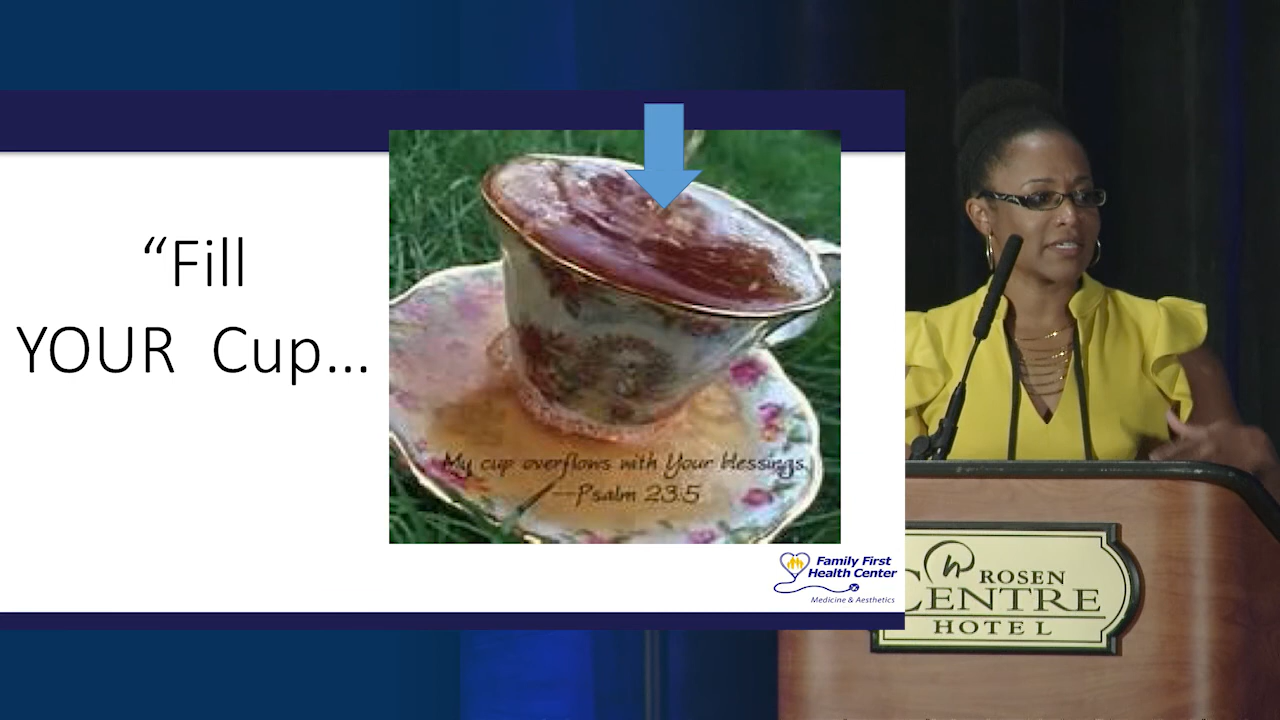 “Fill
YOUR Cup...
My cup overflows with Your blessings
—Psalm 23:5
Family First
Health Center
Medicine & Aesthetics
ROSEN
CENTRE
HOTEL